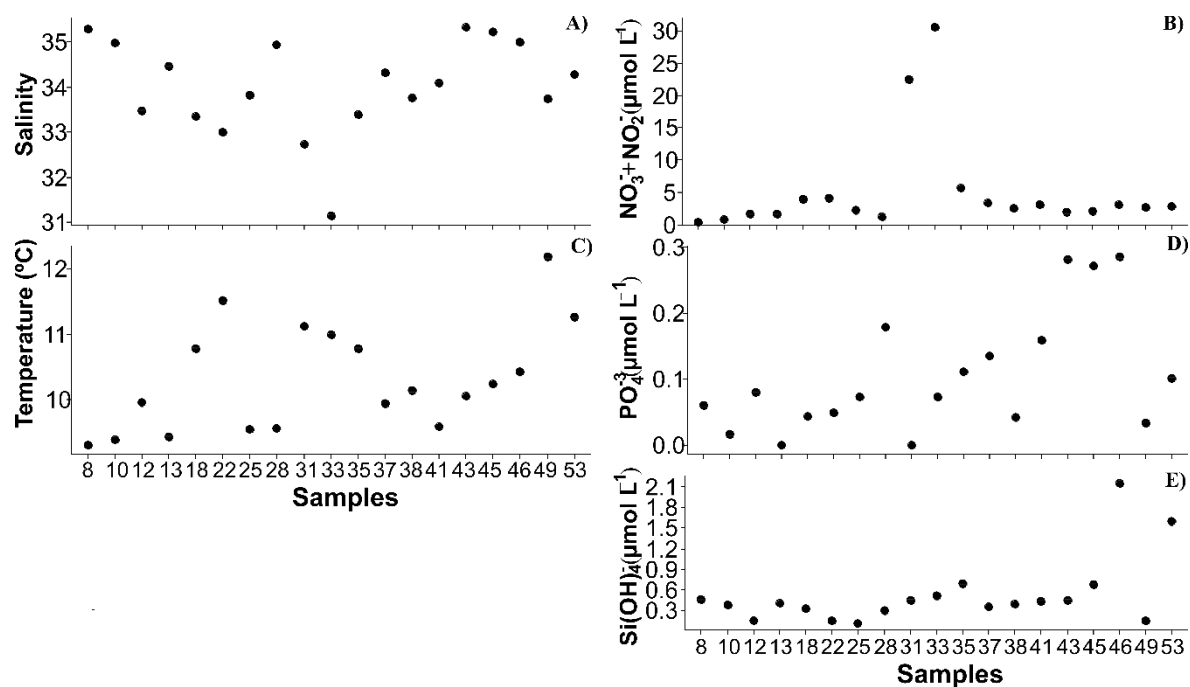 A)
Salinity
35
34
33
32
31
B)
NO₃⁻+NO₂⁻(µmol L⁻¹)
30
25
20
15
10
5
0
C)
Temperature (ºC)
12
11
10
8 10 12 13 18 22 25 28 31 33 35 37 38 41 43 45 46 49 53
Samples
D)
PO₄⁻³(µmol L⁻¹)
0.3
0.2
0.1
0.0
E)
Si(OH)₄⁻(µmol L⁻¹)
2.1
1.8
1.5
1.2
0.9
0.6
0.3
8 10 12 13 18 22 25 28 31 33 35 37 38 41 43 45 46 49 53
Samples